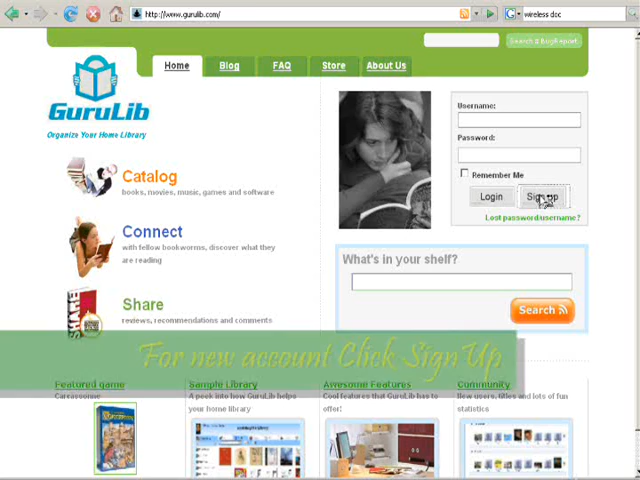 http://www.gurulib.com/
wireless doc
Search & BugReport
Home
Blog
FAQ
Store
About Us
GuruLib
Organize Your Home Library
Username:
Password:
Remember Me
Login
Sign up
Lost password/username?
Catalog
books, movies, music, games and software
Connect
with fellow bookworms, discover what they
are reading
Share
reviews, recommendations and comments
What's in your shelf?
Search
For new account Click Sign Up
Featured game
Carcassonne
Sample Library
A peek into how GuruLib helps
your home library
Awesome Features
Cool features that GuruLib has to
offer:
Community
New users, titles and lots of fun
statistics